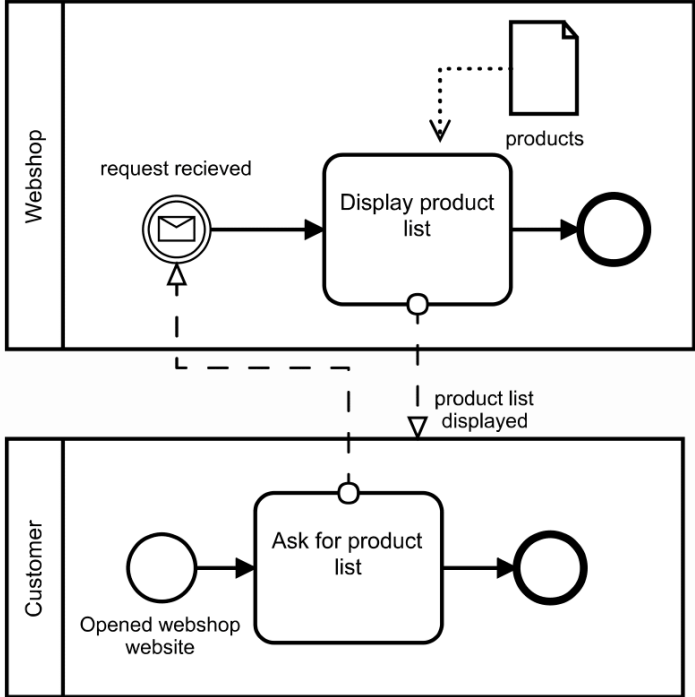 Webshop
products
request recieved
Display product
list
product list
displayed
Customer
Ask for product
list
Opened webshop
website